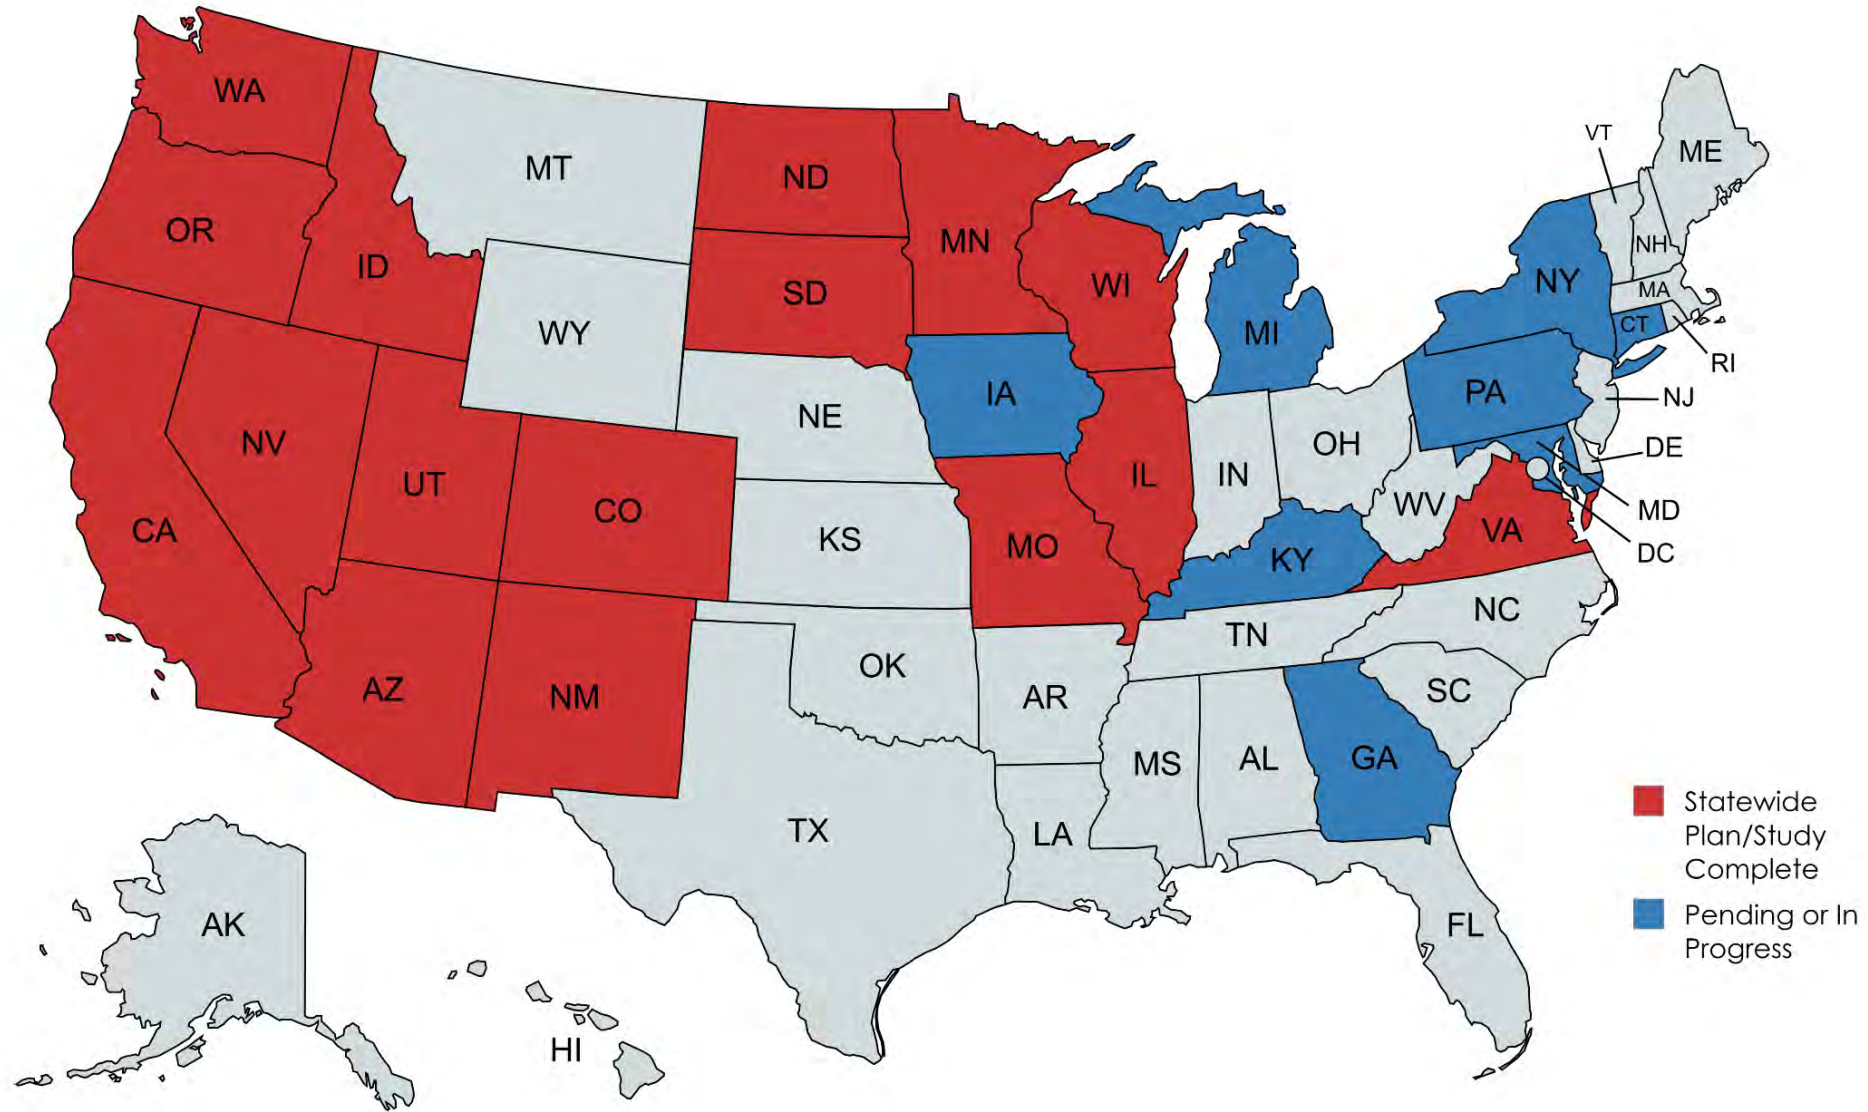 WA
MT
ND
MN
OR
ID
SD
WI
WY
MI
VT
ME
NH
NY
MA
CT
RI
IA
PA
NJ
NE
NV
UT
CO
IL
IN
OH
DE
WV
MD
VA
DC
CA
KS
MO
KY
NC
TN
AZ
NM
OK
AR
SC
MS
AL
GA
TX
LA
FL
AK
HI
Statewide
Plan/Study
Complete
Pending or In
Progress